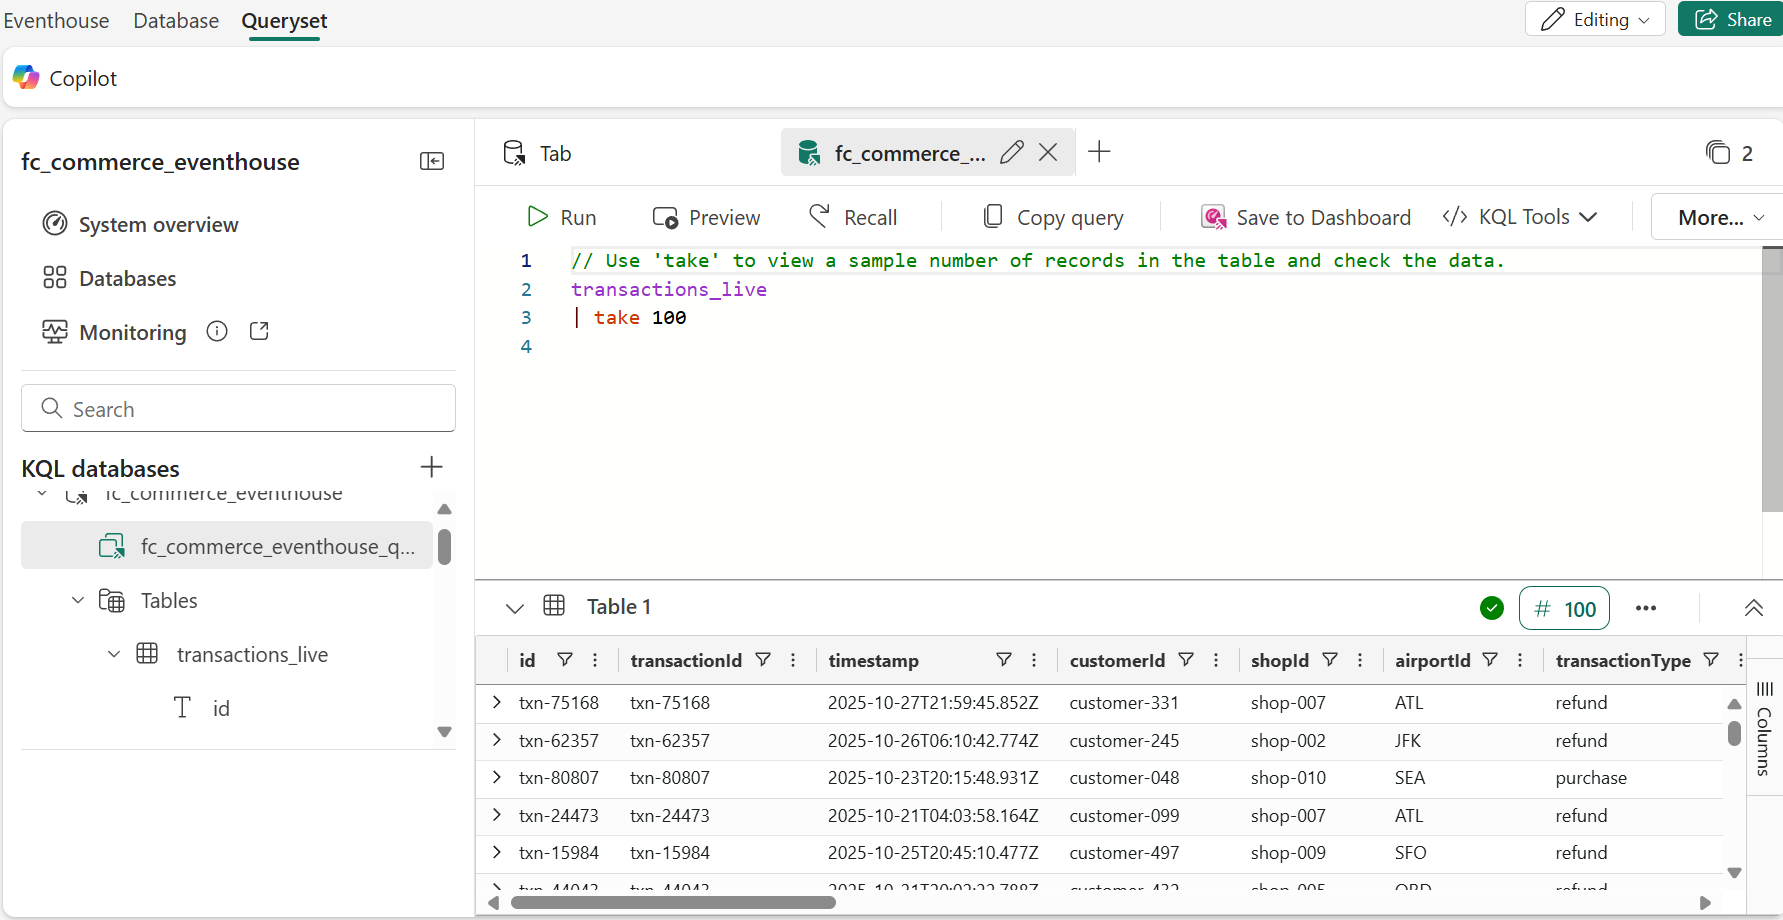 Eventhouse Database Queryset
Editing
Share
Copilot
fc_commerce_eventhouse
System overview
Databases
Monitoring
Search
KQL databases
fc_commerce_eventhouse
fc_commerce_eventhouse_q...
Tables
transactions_live
id
Tab
fc_commerce_...
2
Run Preview Recall Copy query Save to Dashboard KQL Tools More...
1 // Use 'take' to view a sample number of records in the table and check the data.
2 transactions_live
3 | take 100
4
Table 1
# 100
id transactionId timestamp customerId shopId airportId transactionType
txn-75168 txn-75168 2025-10-27T21:59:45.852Z customer-331 shop-007 ATL refund
txn-62357 txn-62357 2025-10-26T06:10:42.774Z customer-245 shop-002 JFK refund
txn-80807 txn-80807 2025-10-23T20:15:48.931Z customer-048 shop-010 SEA purchase
txn-24473 txn-24473 2025-10-21T04:03:58.164Z customer-099 shop-007 ATL refund
txn-15984 txn-15984 2025-10-25T20:45:10.477Z customer-497 shop-009 SFO refund
Columns